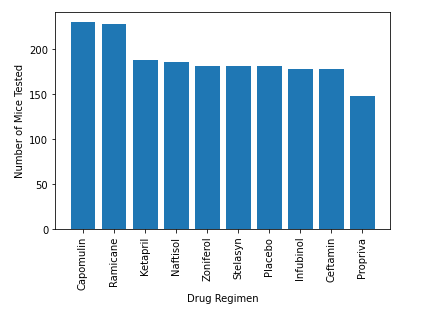 Number of Mice Tested
200
150
100
50
0
Capomulin
Ramicane
Ketapril
Naftisol
Zoniferol
Stelasyn
Placebo
Infubinol
Ceftamin
Propriva
Drug Regimen